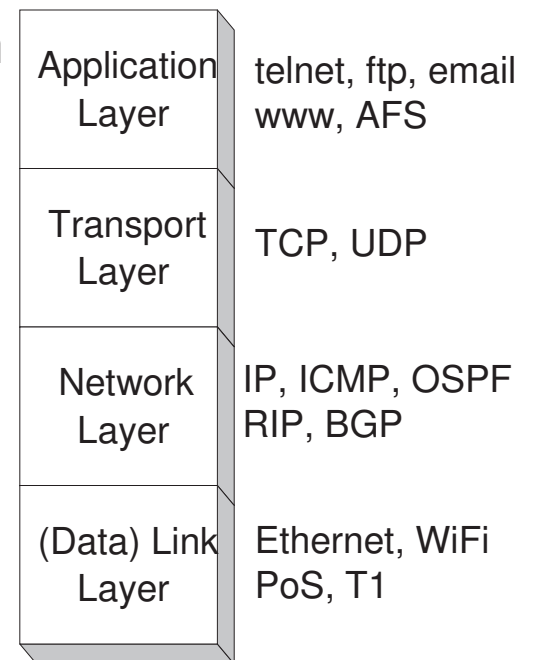 Application
Layer
telnet, ftp, email
www, AFS
Transport
Layer
TCP, UDP
Network
Layer
IP, ICMP, OSPF
RIP, BGP
(Data) Link
Layer
Ethernet, WiFi
PoS, T1